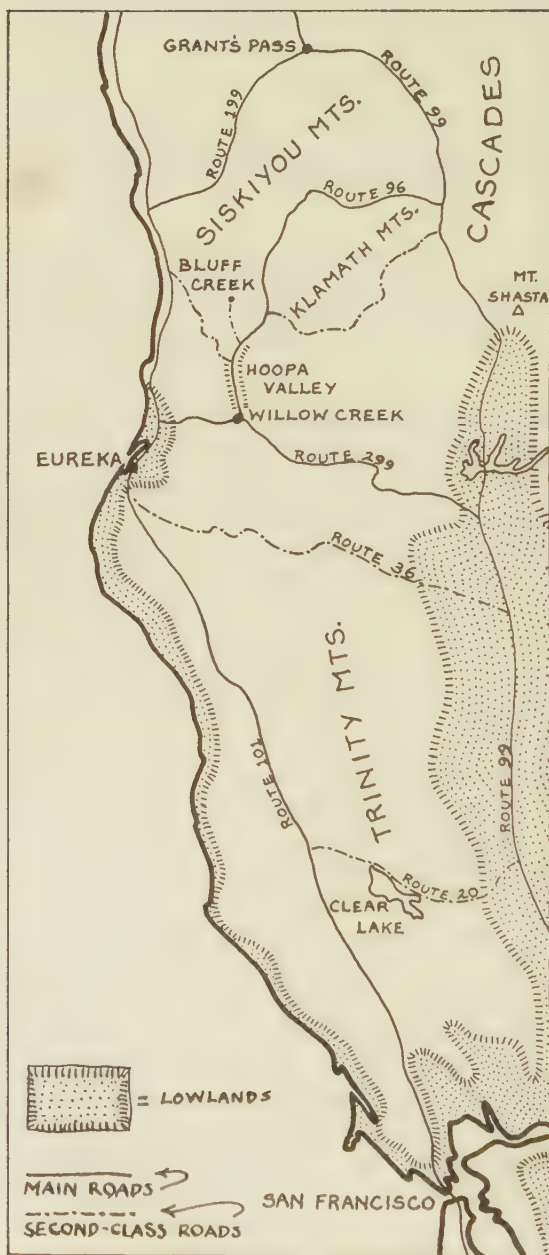 GRANT'S PASS
ROUTE 99
CASCADES
ROUTE 199
SISKIYOU MTS.
ROUTE 96
KLAMATH MTS.
BLUFF
CREEK
MT.
SHASTA
HOOPA
VALLEY
WILLOW CREEK
EUREKA
ROUTE 299
ROUTE 36
TRINITY MTS.
ROUTE 101
ROUTE 99
ROUTE 20
CLEAR
LAKE
= LOWLANDS
MAIN ROADS
SECOND-CLASS ROADS
SAN FRANCISCO